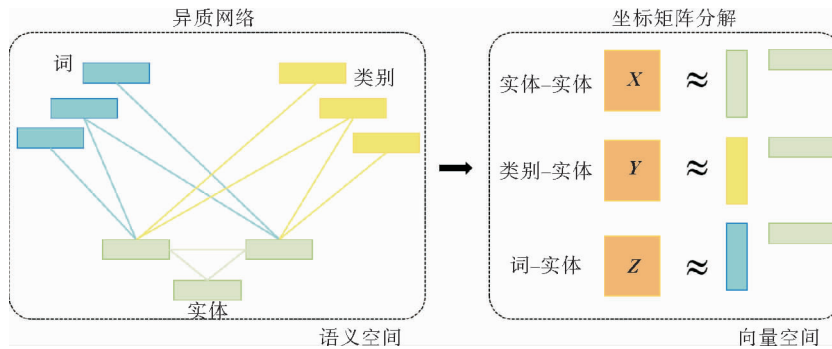 异质网络
坐标矩阵分解
词
类别
实体
语义空间
实体–实体 X ≈
类别–实体 Y ≈
词–实体 Z ≈
向量空间